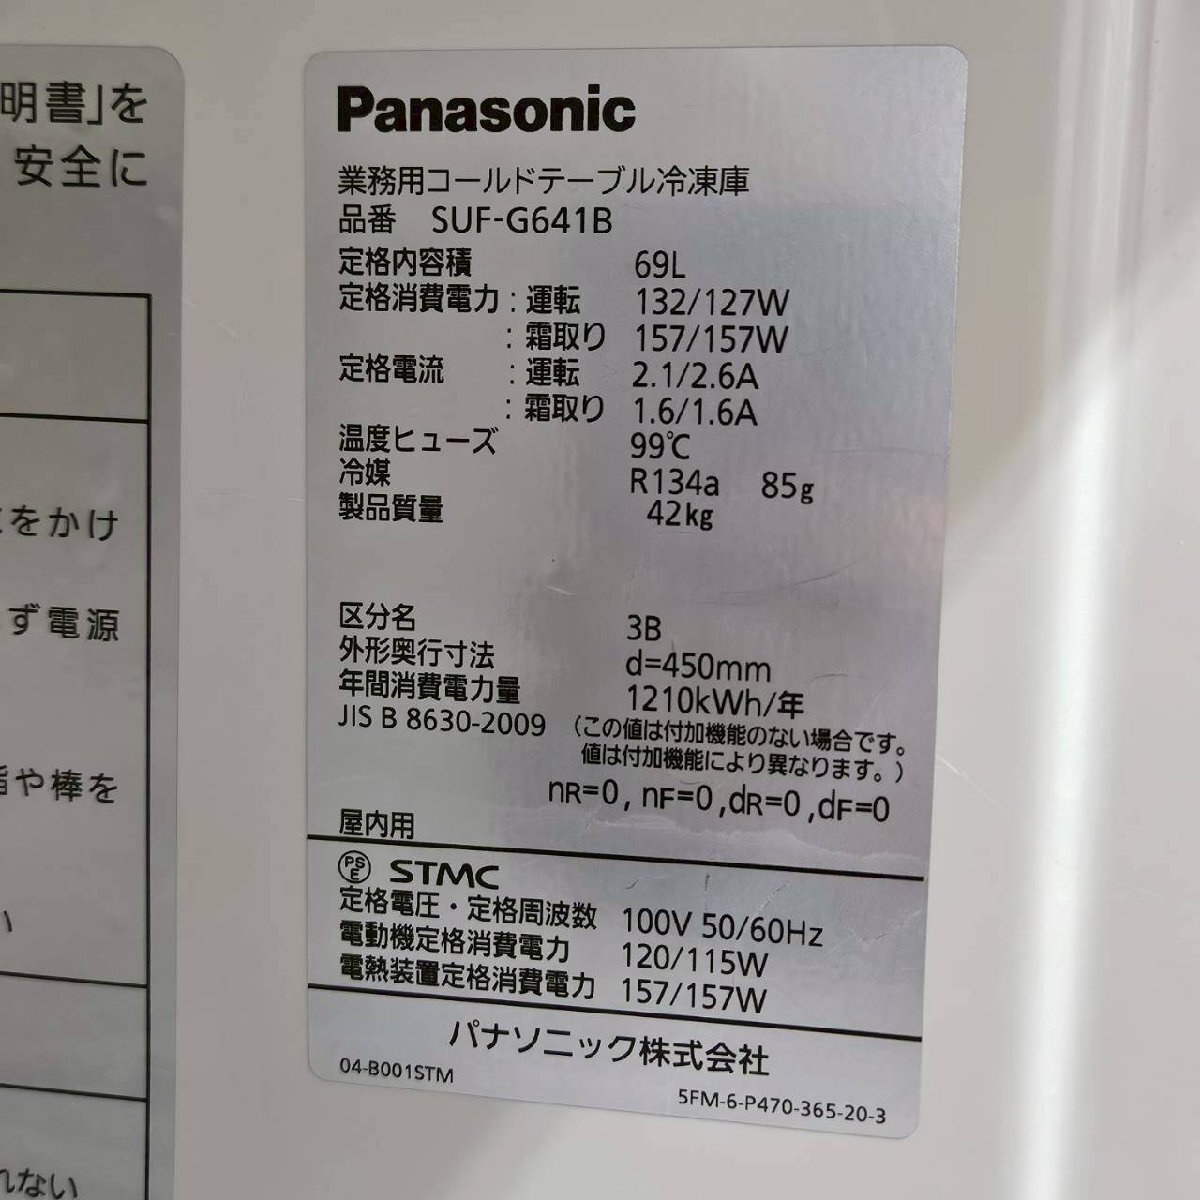 明書」を
安全に
をかけ
ず電源
や棒を
い
れない
Panasonic
業務用コールドテーブル冷凍庫
品番 SUF-G641B
定格内容積 69L
定格消費電力 : 運転 132/127W
: 霜取り 157/157W
定格電流 : 運転 2.1/2.6A
: 霜取り 1.6/1.6A
温度ヒューズ 99℃
冷媒 R134a 85g
製品質量 42kg
区分名 3B
外形奥行寸法 d=450mm
年間消費電力量 1210kWh/年
JIS B 8630-2009 (この値は付加機能のない場合です。
値は付加機能により異なります。)
nR=0, nF=0,dR=0,dF=0
屋内用
PSE STMC
定格電圧・定格周波数 100V 50/60Hz
電動機定格消費電力 120/115W
電熱装置定格消費電力 157/157W
パナソニック株式会社
04-B001STM
5FM-6-P470-365-20-3